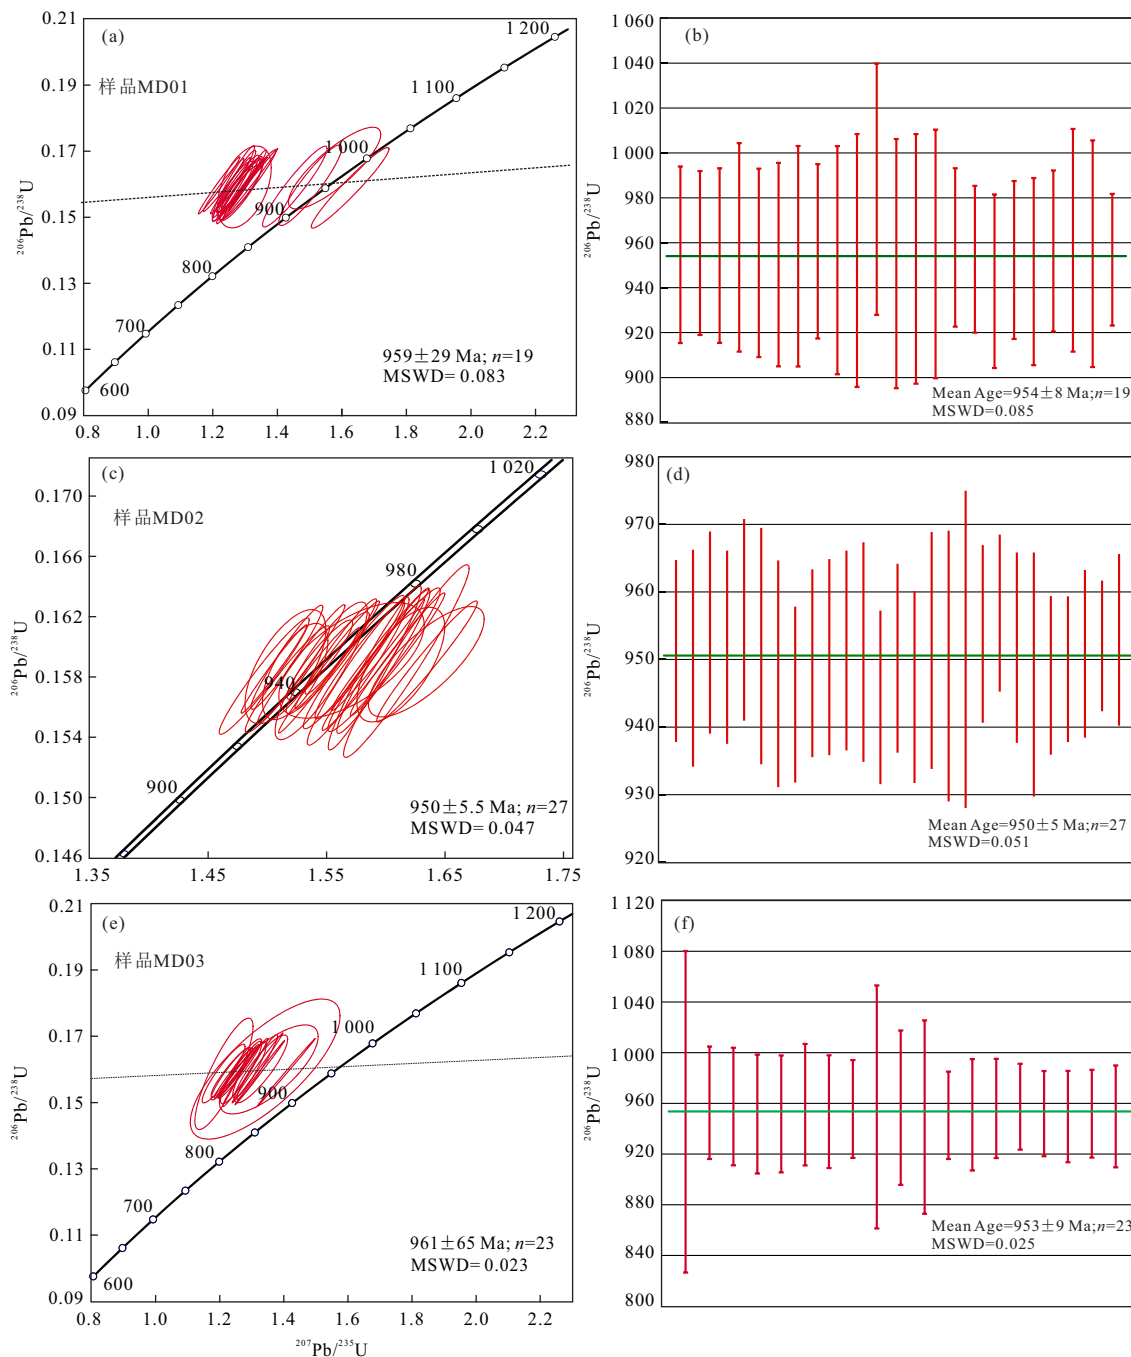 (a)
样品MD01
0.21
0.19
0.17
0.15
0.13
0.11
0.09
206Pb/238U
600
700
800
900
1 000
1 100
1 200
959±29 Ma; n=19
MSWD= 0.083
0.8 1.0 1.2 1.4 1.6 1.8 2.0 2.2
(b)
1 060
1 040
1 020
1 000
980
960
940
920
900
880
206Pb/238U
Mean Age=954±8 Ma;n=19
MSWD=0.085
(c)
样品MD02
0.170
0.166
0.162
0.158
0.154
0.150
0.146
206Pb/238U
900
940
980
1 020
950±5.5 Ma; n=27
MSWD= 0.047
1.35 1.45 1.55 1.65 1.75
(d)
980
970
960
950
940
930
920
206Pb/238U
Mean Age=950±5 Ma;n=27
MSWD=0.051
(e)
样品MD03
0.21
0.19
0.17
0.15
0.13
0.11
0.09
206Pb/238U
600
700
800
900
1 000
1 100
1 200
961±65 Ma; n=23
MSWD= 0.023
0.8 1.0 1.2 1.4 1.6 1.8 2.0 2.2
207Pb/235U
(f)
1 120
1 080
1 040
1 000
960
920
880
840
800
206Pb/238U
Mean Age=953±9 Ma;n=23
MSWD=0.025